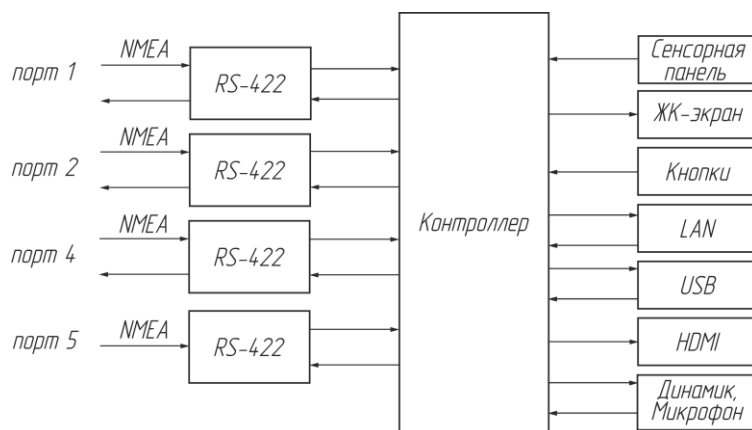 порт 1
NMEA
RS-422
порт 2
NMEA
RS-422
порт 4
NMEA
RS-422
порт 5
NMEA
RS-422
Контроллер
Сенсорная
панель
ЖК-экран
Кнопки
LAN
USB
HDMI
Динамик,
Микрофон